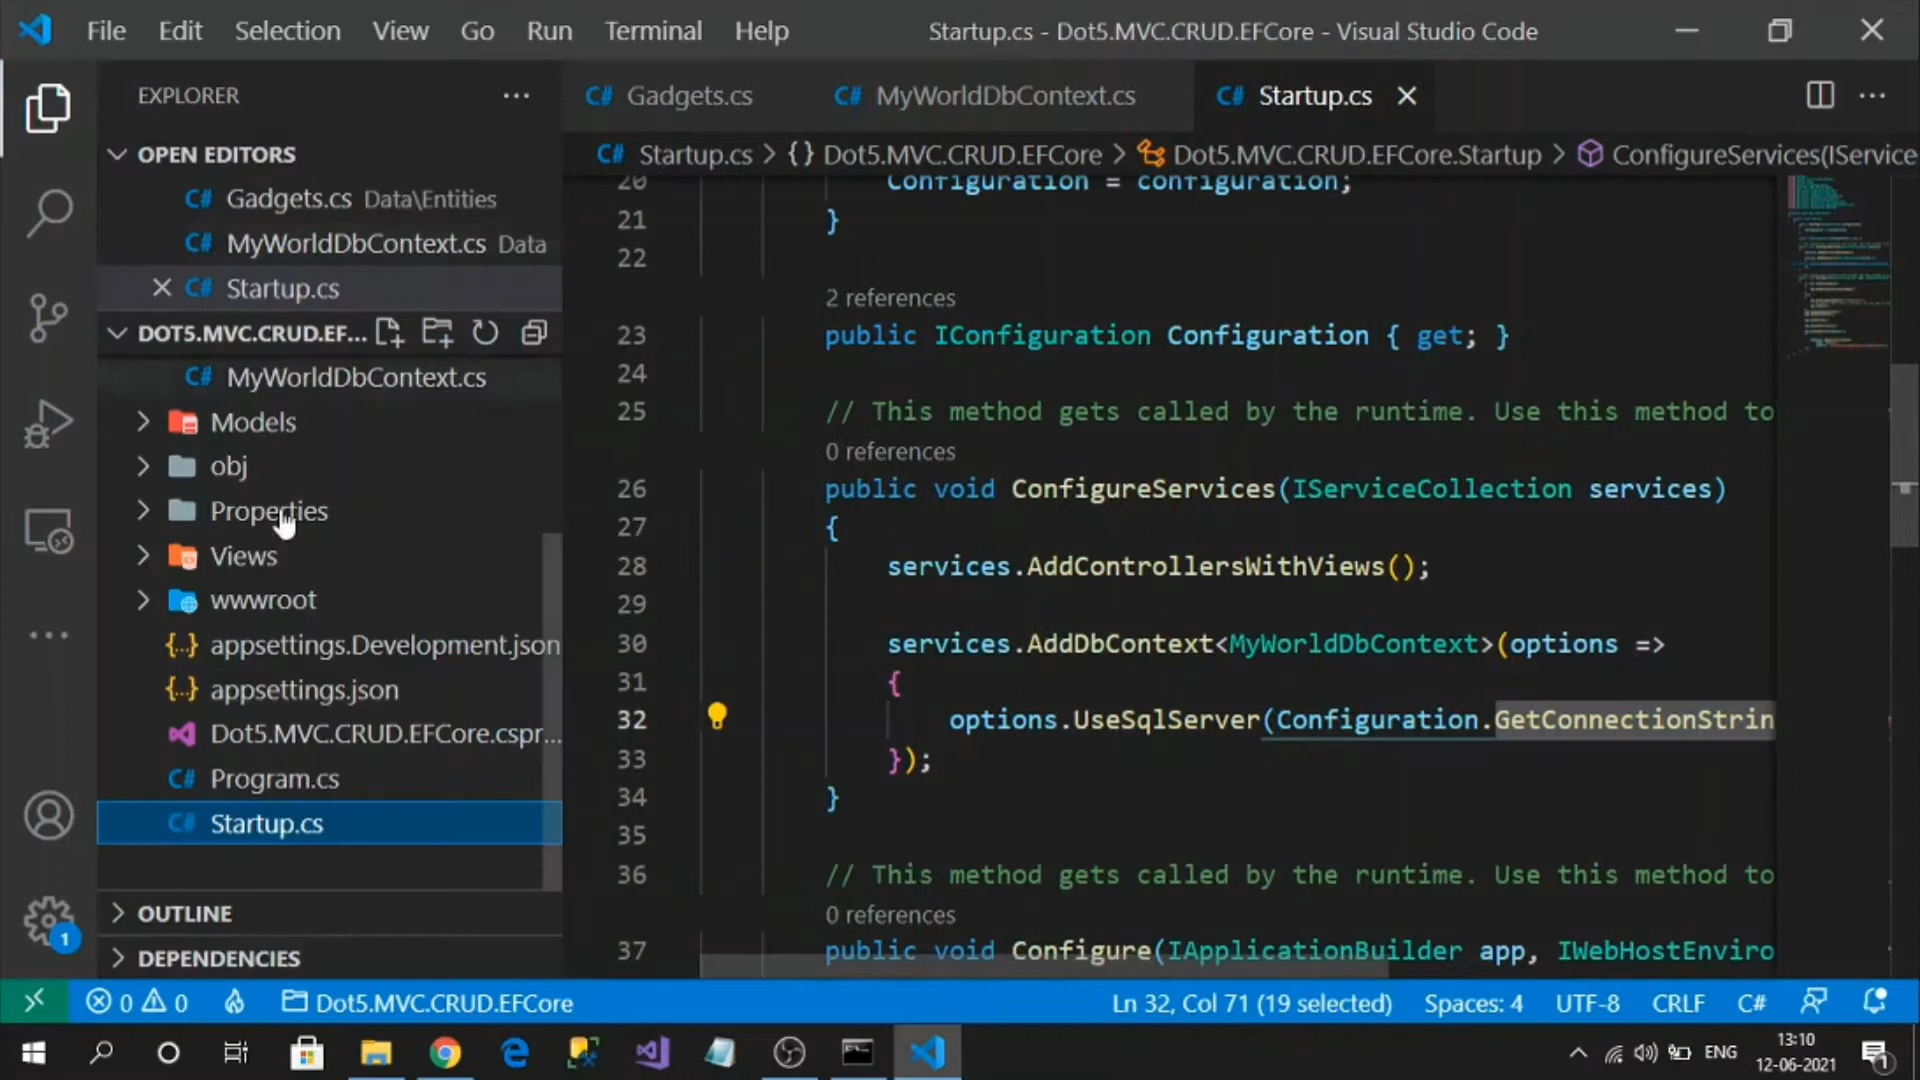 File Edit Selection View Go Run Terminal Help
Startup.cs - Dot5.MVC.CRUD.EFCore - Visual Studio Code
EXPLORER
OPEN EDITORS
Gadgets.cs Data\Entities
MyWorldDbContext.cs Data
Startup.cs
DOT5.MVC.CRUD.EF...
MyWorldDbContext.cs
Models
obj
Properties
Views
wwwroot
appsettings.Development.json
appsettings.json
Dot5.MVC.CRUD.EFCore.cspr...
Program.cs
Startup.cs
OUTLINE
DEPENDENCIES
Gadgets.cs MyWorldDbContext.cs Startup.cs
Startup.cs > {} Dot5.MVC.CRUD.EFCore > Dot5.MVC.CRUD.EFCore.Startup > ConfigureServices(IService
20 Configuration = configuration;
21 }
22
2 references
23 public IConfiguration Configuration { get; }
24
25 // This method gets called by the runtime. Use this method to
0 references
26 public void ConfigureServices(IServiceCollection services)
27 {
28 services.AddControllersWithViews();
29
30 services.AddDbContext<MyWorldDbContext>(options =>
31 {
32 options.UseSqlServer(Configuration.GetConnectionStrin
33 });
34 }
35
36 // This method gets called by the runtime. Use this method to
0 references
37 public void Configure(IApplicationBuilder app, IWebHostEnviro
0 0 Dot5.MVC.CRUD.EFCore Ln 32, Col 71 (19 selected) Spaces: 4 UTF-8 CRLF C#
1
ENG 13:10
12-06-2021
1